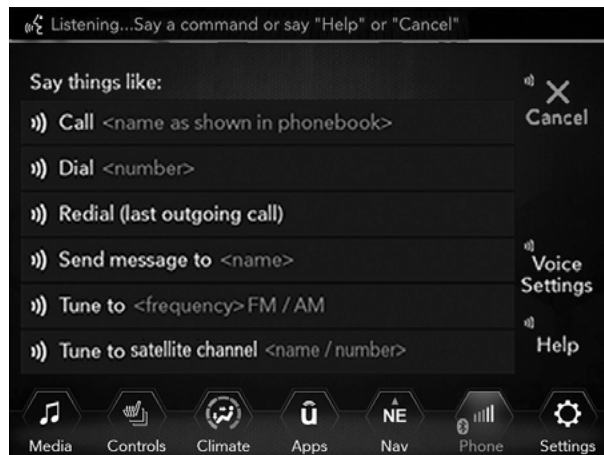 Listening...Say a command or say "Help" or "Cancel"
Say things like:
Call <name as shown in phonebook>
Dial <number>
Redial (last outgoing call)
Send message to <name>
Tune to <frequency> FM / AM
Tune to satellite channel <name / number>
Cancel
Voice
Settings
Help
û
NE
Media
Controls
Climate
Apps
Nav
Phone
Settings